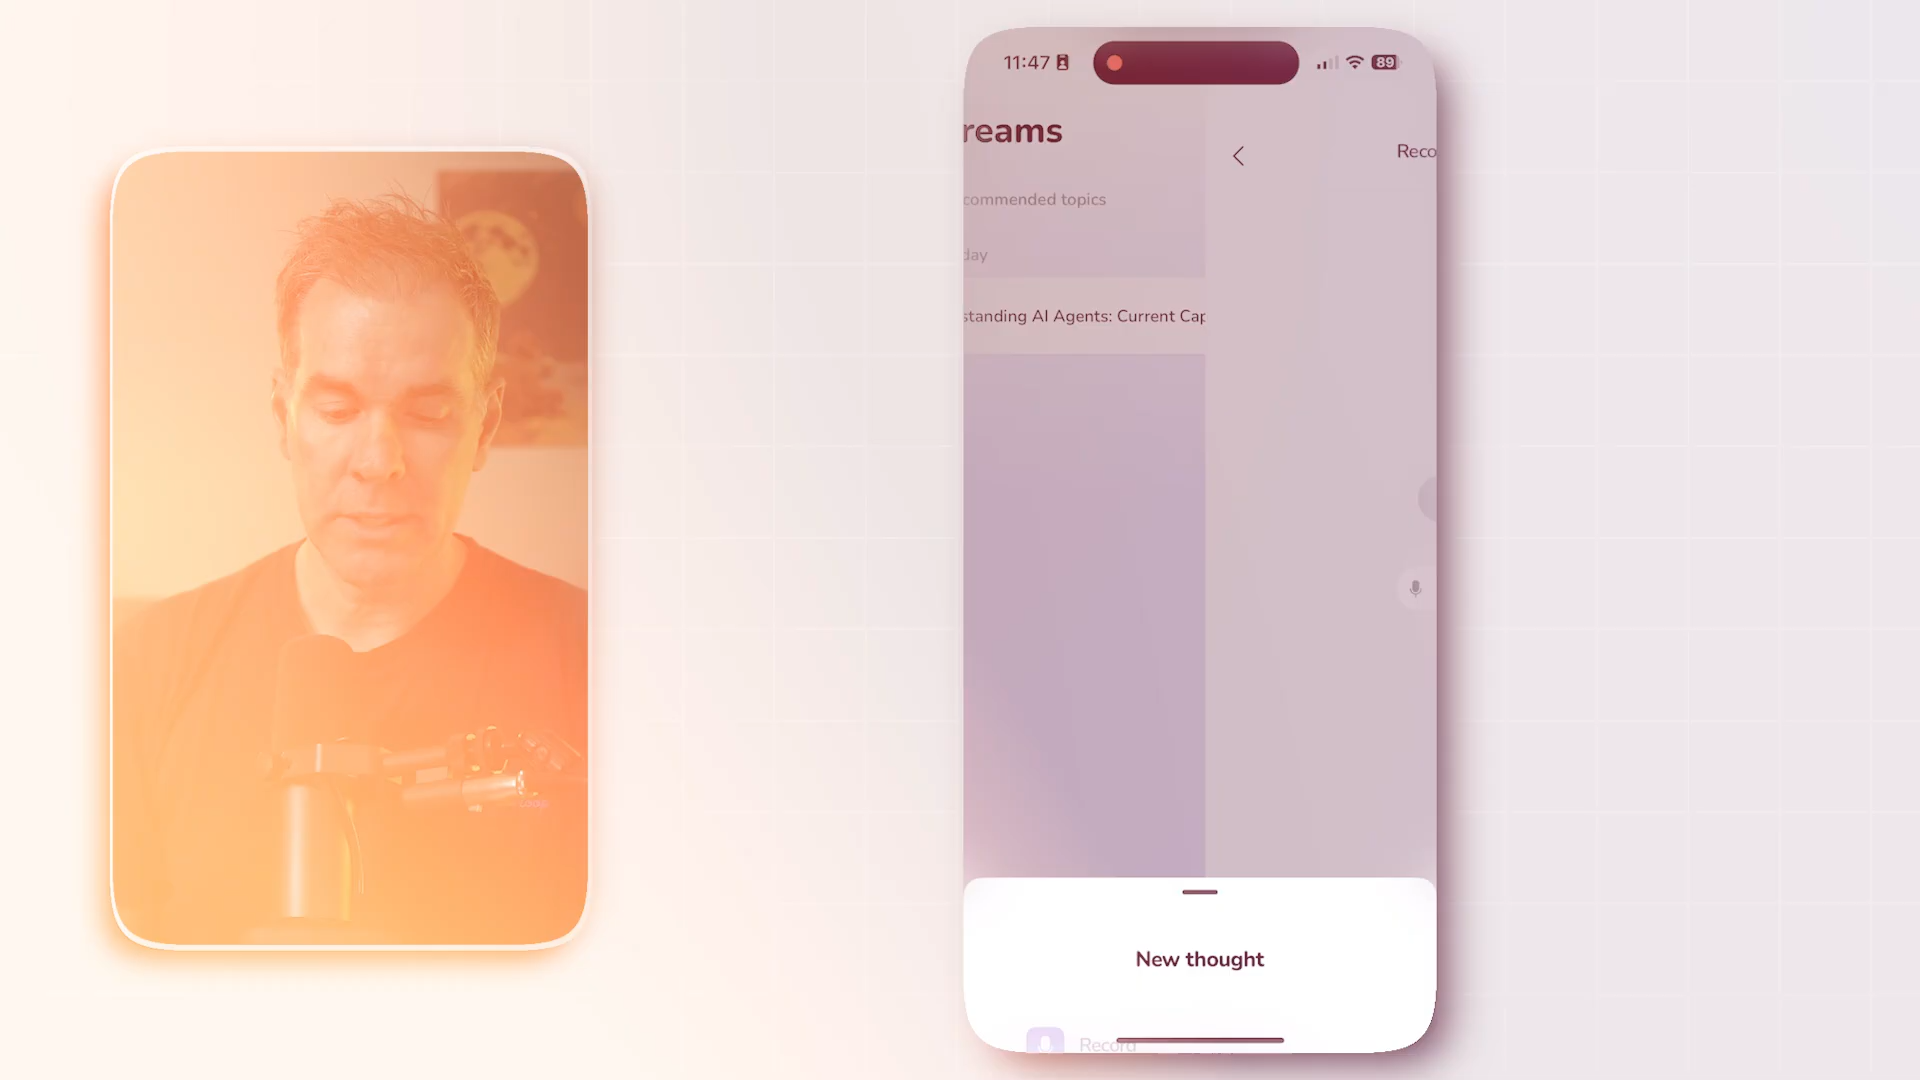 11:47
89
reams
Reco
commended topics
day
standing AI Agents: Current Cap
New thought
Record